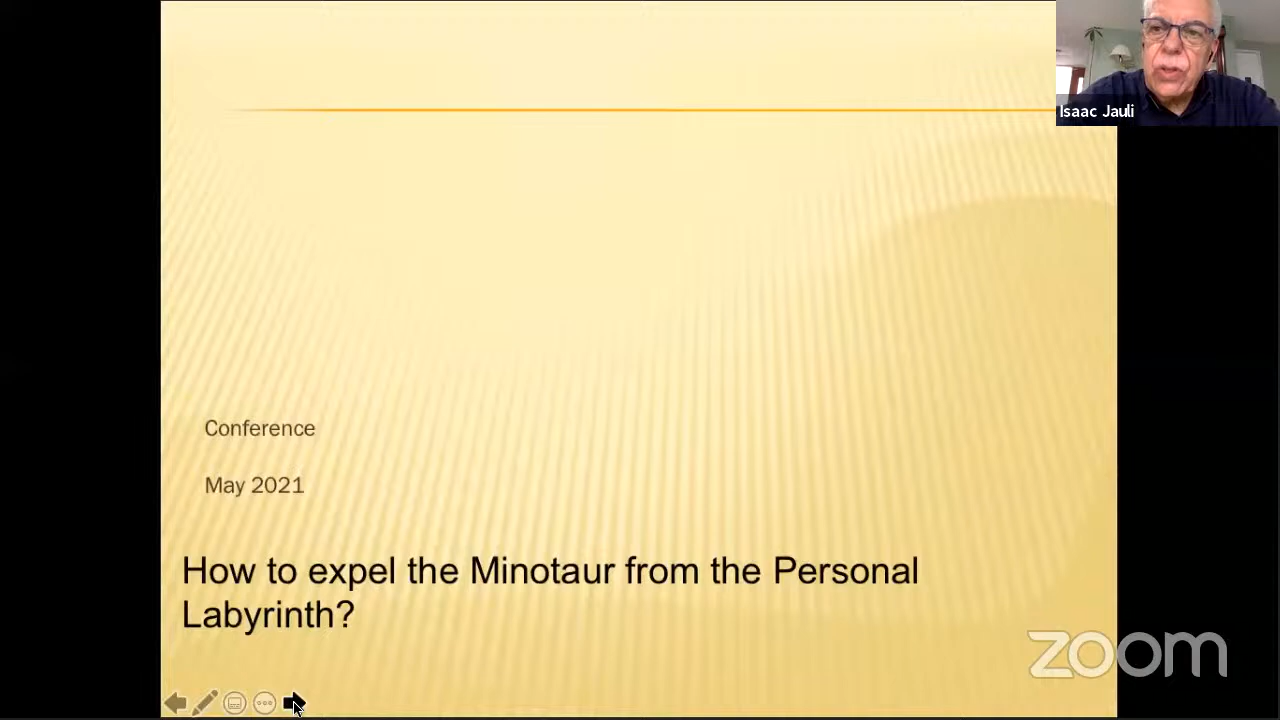 Isaac Jauli
Conference
May 2021
How to expel the Minotaur from the Personal
Labyrinth?
zoom